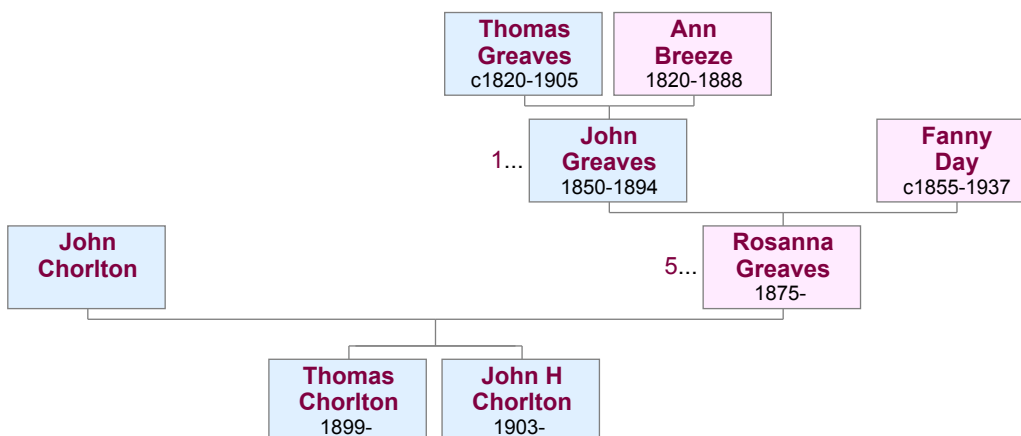 Thomas
Greaves
c1820-1905
Ann
Breeze
1820-1888
1...
John
Greaves
1850-1894
Fanny
Day
c1855-1937
John
Chorlton
5...
Rosanna
Greaves
1875-
Thomas
Chorlton
1899-
John H
Chorlton
1903-